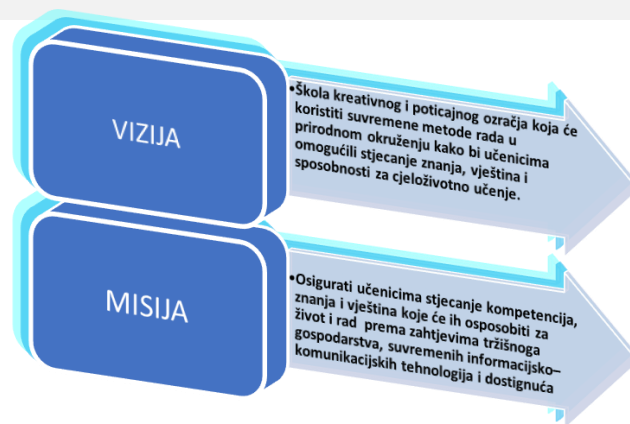 VIZIJA
•Škola kreativnog i poticajnog ozračja koja će
koristiti suvremene metode rada u
prirodnom okruženju kako bi učenicima
omogućili stjecanje znanja, vještina i
sposobnosti za cjeloživotno učenje.
MISIJA
•Osigurati učenicima stjecanje kompetencija,
znanja i vještina koje će ih osposobiti za
život i rad prema zahtjevima tržišnoga
gospodarstva, suvremenih informacijsko–
komunikacijskih tehnologija i dostignuća